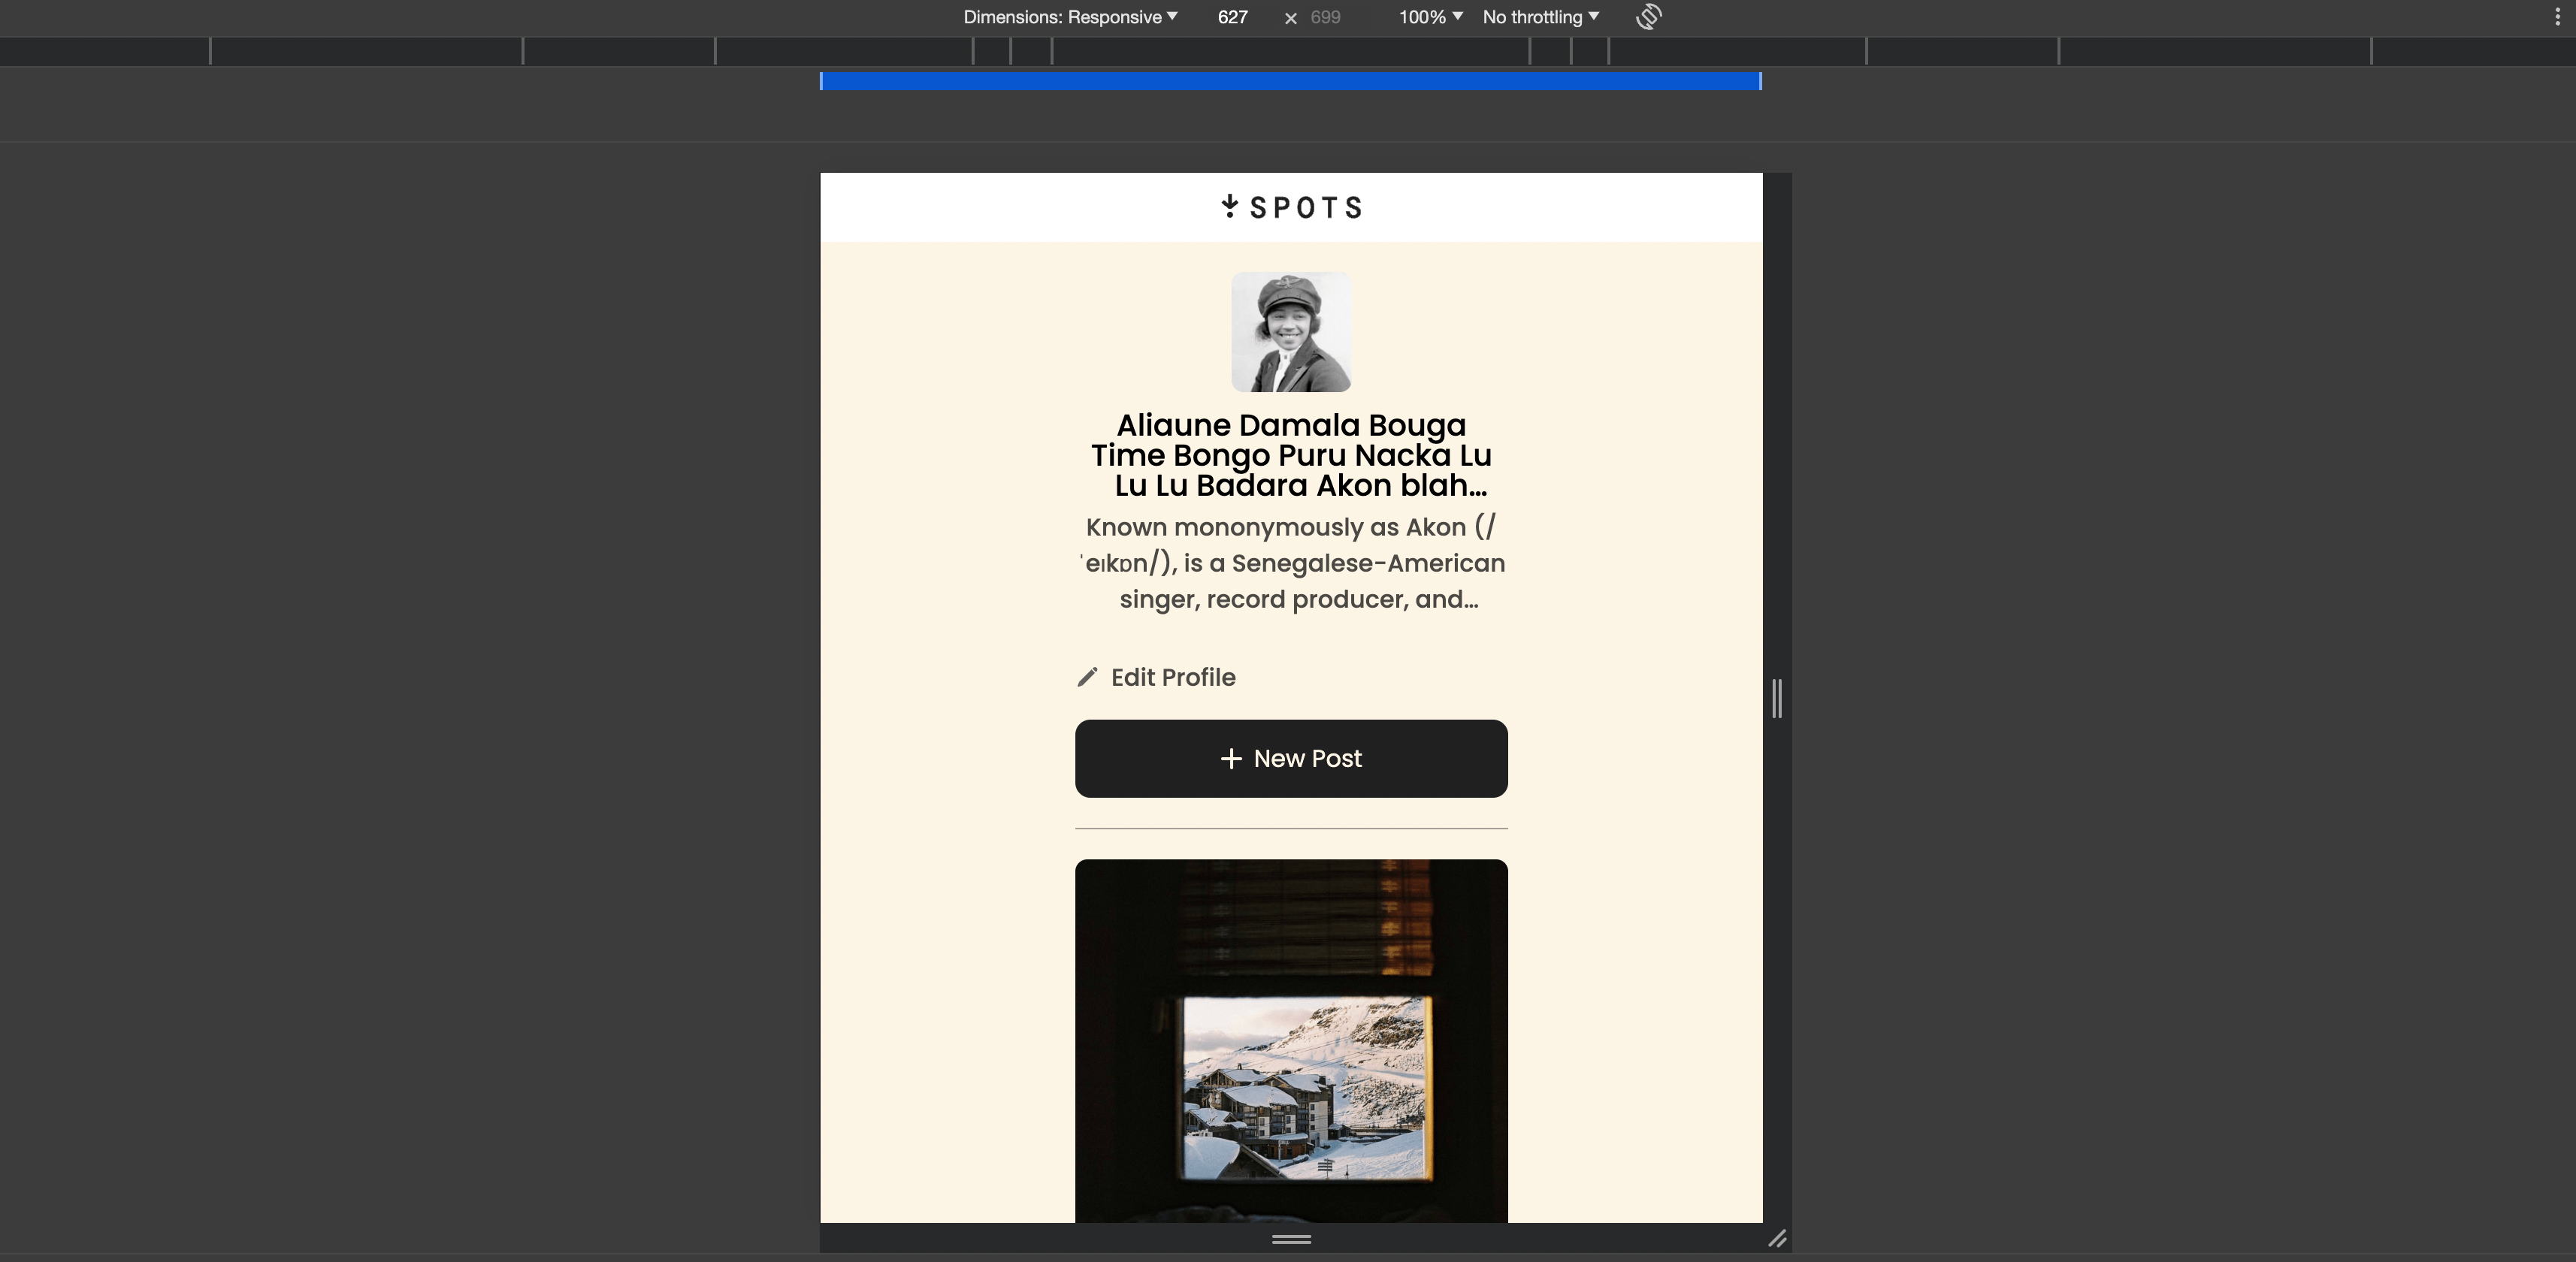 Dimensions: Responsive 627 × 699 100% No throttling
SPOTS
Aliaune Damala Bouga
Time Bongo Puru Nacka Lu
Lu Lu Badara Akon blah...
Known mononymously as Akon (/
ˈeɪkɒn/), is a Senegalese-American
singer, record producer, and...
Edit Profile
+ New Post